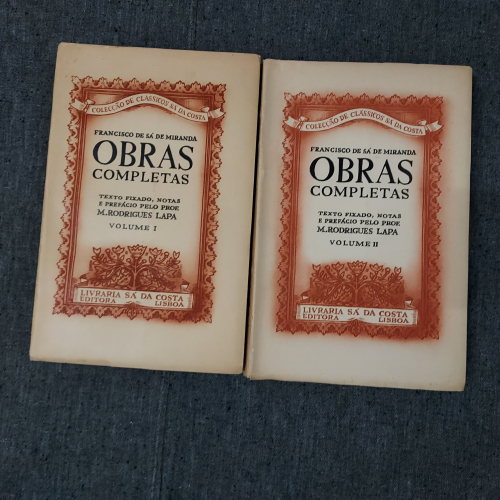 COLECÇÃO DE CLÁSSICOS SÁ DA COSTA
FRANCISCO DE SÁ DE MIRANDA
OBRAS
COMPLETAS
TEXTO FIXADO, NOTAS
E PREFÁCIO PELO PROF.
M. RODRIGUES LAPA
VOLUME I
LIVRARIA SÁ DA COSTA
EDITORA LISBOA
COLECÇÃO DE CLÁSSICOS SÁ DA COSTA
FRANCISCO DE SÁ DE MIRANDA
OBRAS
COMPLETAS
TEXTO FIXADO, NOTAS
E PREFÁCIO PELO PROF.
M. RODRIGUES LAPA
VOLUME II
LIVRARIA SÁ DA COSTA
EDITORA LISBOA